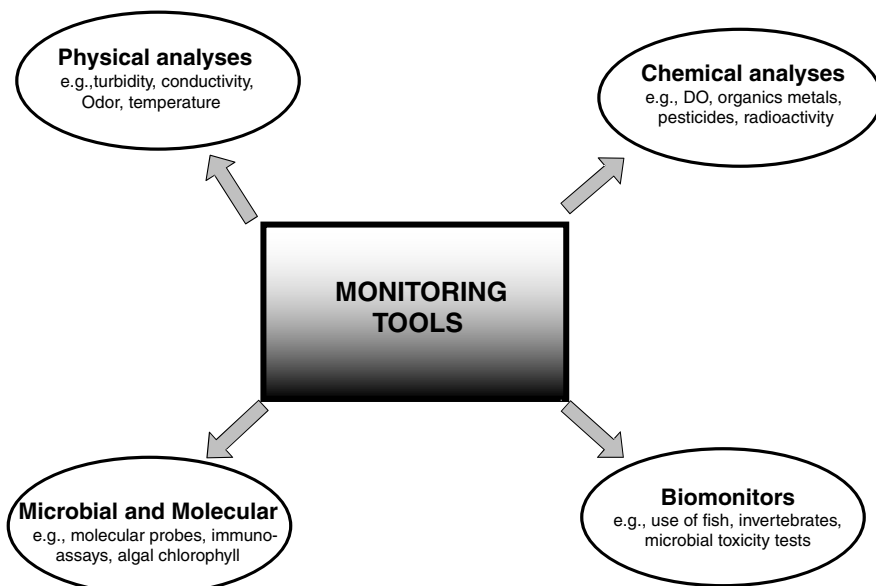 Physical analyses
e.g.,turbidity, conductivity,
Odor, temperature
Chemical analyses
e.g., DO, organics metals,
pesticides, radioactivity
MONITORING
TOOLS
Microbial and Molecular
e.g., molecular probes, immuno-
assays, algal chlorophyll
Biomonitors
e.g., use of fish, invertebrates,
microbial toxicity tests